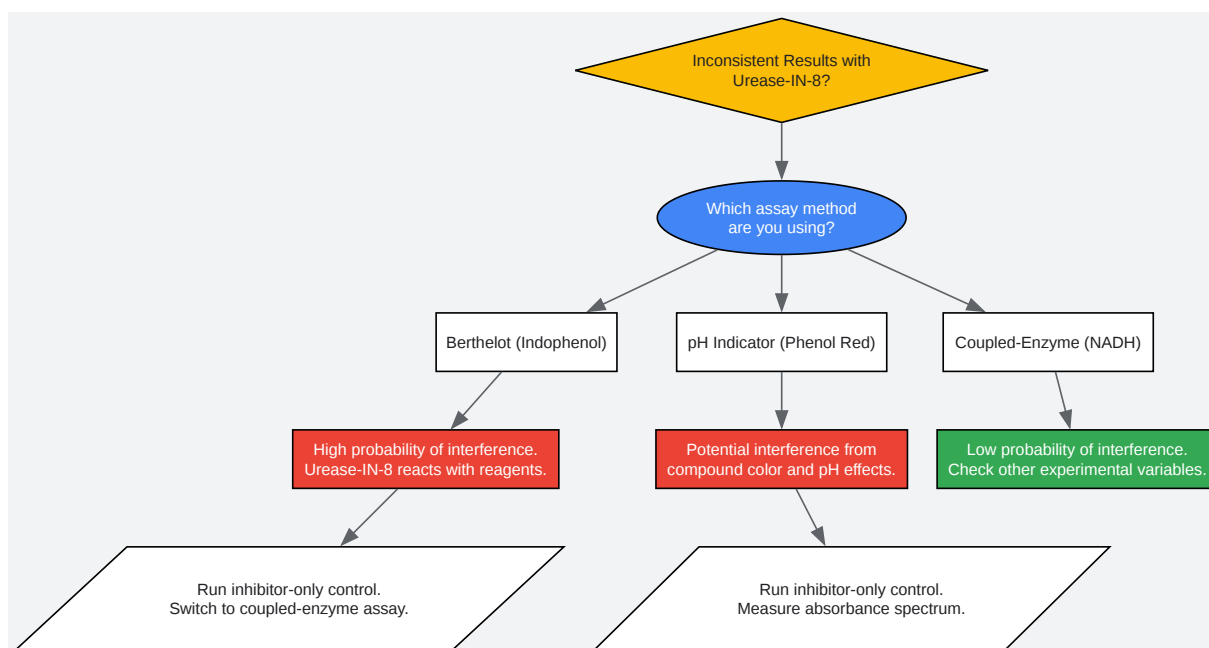 Inconsistent Results with
Urease-IN-8?
Which assay method
are you using?
Berthelot (Indophenol)
pH Indicator (Phenol Red)
Coupled-Enzyme (NADH)
High probability of interference.
Urease-IN-8 reacts with reagents.
Potential interference from
compound color and pH effects.
Low probability of interference.
Check other experimental variables.
Run inhibitor-only control.
Switch to coupled-enzyme assay.
Run inhibitor-only control.
Measure absorbance spectrum.